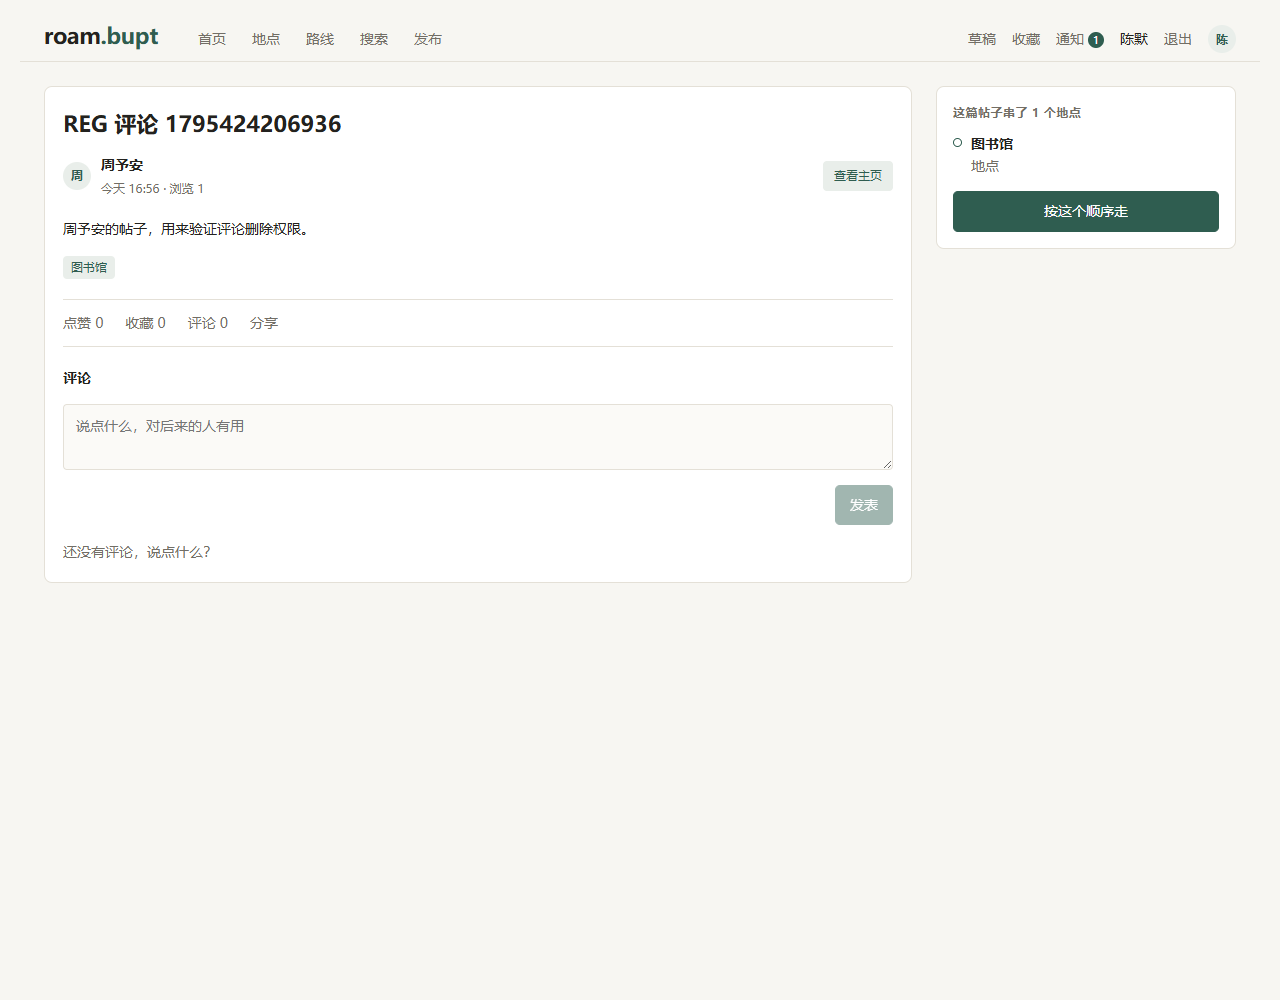 roam.bupt 首页 地点 路线 搜索 发布 草稿 收藏 通知 1 陈默 退出 陈
REG 评论 1795424206936
周
周予安
今天 16:56 · 浏览 1
查看主页
周予安的帖子，用来验证评论删除权限。
图书馆
点赞 0 收藏 0 评论 0 分享
评论
说点什么，对后来的人有用
发表
还没有评论，说点什么？
这篇帖子串了 1 个地点
图书馆
地点
按这个顺序走